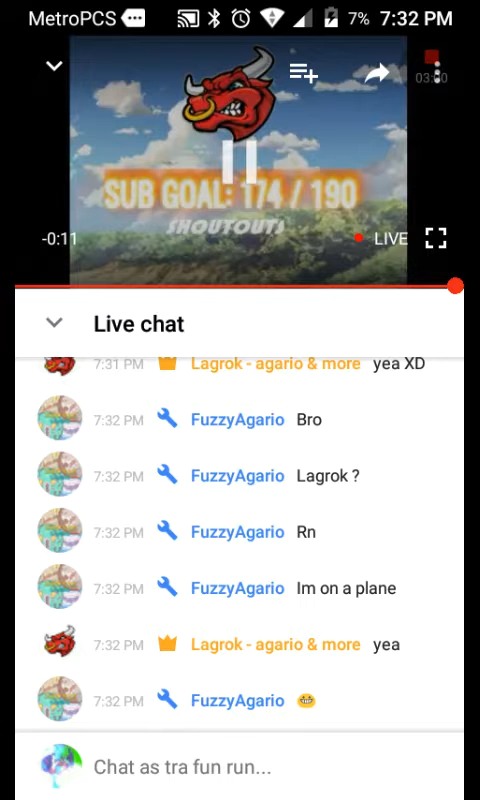 MetroPCS 7% 7:32 PM
SUB GOAL: 174 / 190
SHOUTOUTS
-0:11 LIVE
Live chat
7:31 PM Lagrok - agario & more yea XD
7:32 PM FuzzyAgario Bro
7:32 PM FuzzyAgario Lagrok ?
7:32 PM FuzzyAgario Rn
7:32 PM FuzzyAgario Im on a plane
7:32 PM Lagrok - agario & more yea
7:32 PM FuzzyAgario 😁
Chat as tra fun run...